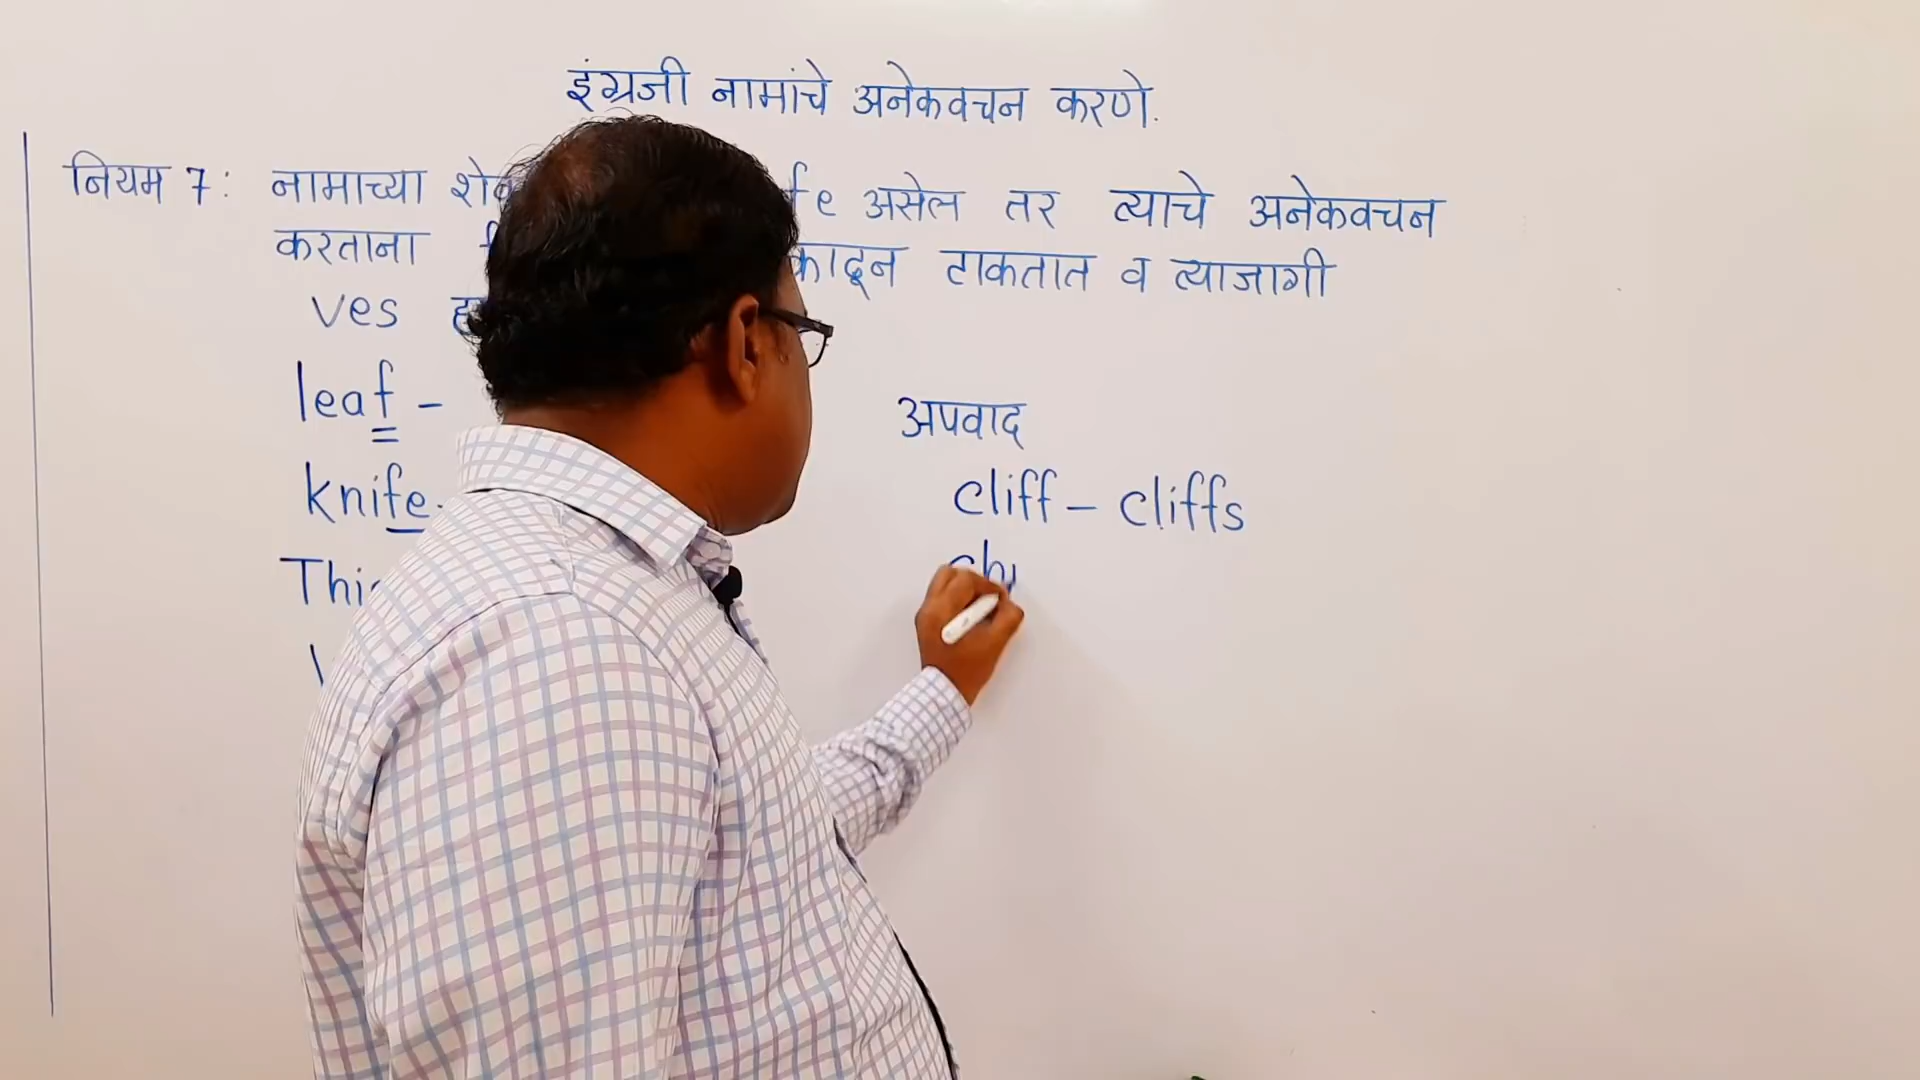 इंग्रजी नामांचे अनेकवचन करणे.
नियम 7: नामाच्या fe असेल तर त्याचे अनेकवचन
करताना काढून टाकतात व त्याजागी
ves
leaf -
knife -
अपवाद
cliff - cliffs